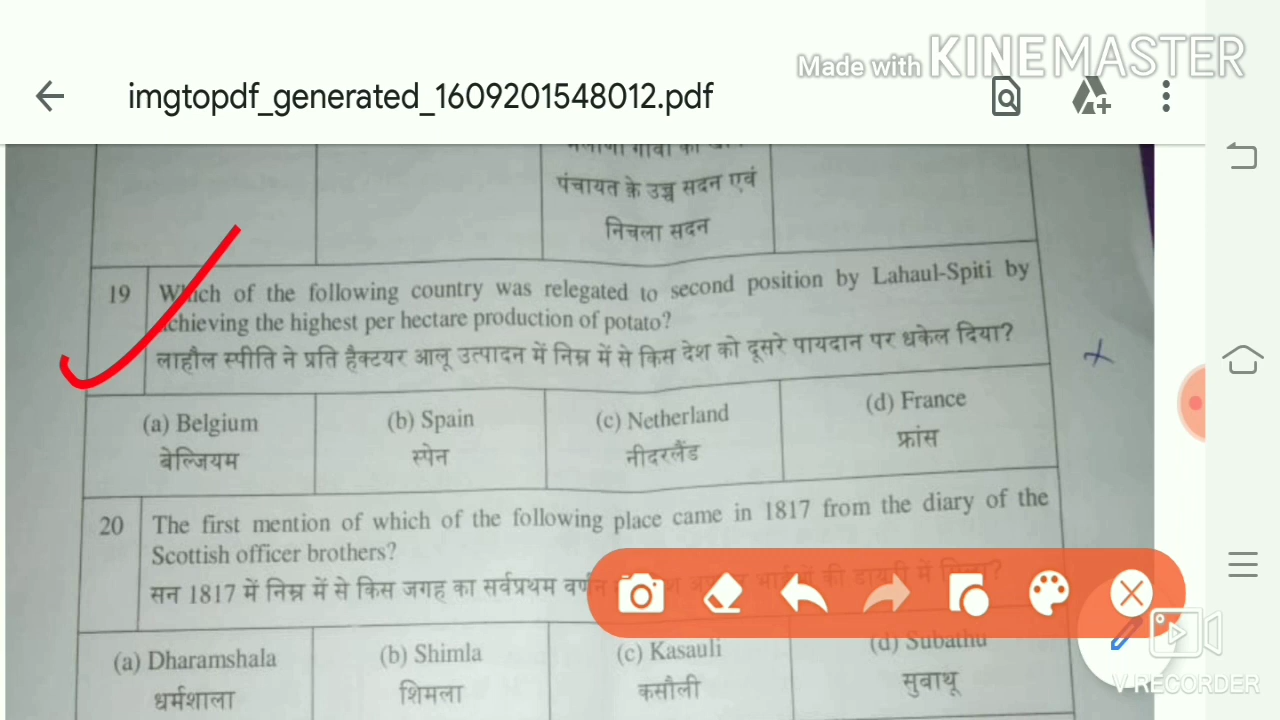 Made with KINEMASTER
imgtopdf_generated_1609201548012.pdf
पंचायत के उच्च सदन एवं
निचला सदन
19 Which of the following country was relegated to second position by Lahaul-Spiti by
achieving the highest per hectare production of potato?
लाहौल स्पीति ने प्रति हैक्टयर आलू उत्पादन में निम्न में से किस देश को दूसरे पायदान पर धकेल दिया?
(a) Belgium (b) Spain (c) Netherland (d) France
बेल्जियम स्पेन नीदरलैंड फ्रांस
20 The first mention of which of the following place came in 1817 from the diary of the
Scottish officer brothers?
सन 1817 में निम्न में से किस जगह का सर्वप्रथम की डायरी में
(a) Dharamshala (b) Shimla (c) Kasauli (d) Subathu
धर्मशाला शिमला कसौली सुबाथू
V RECORDER